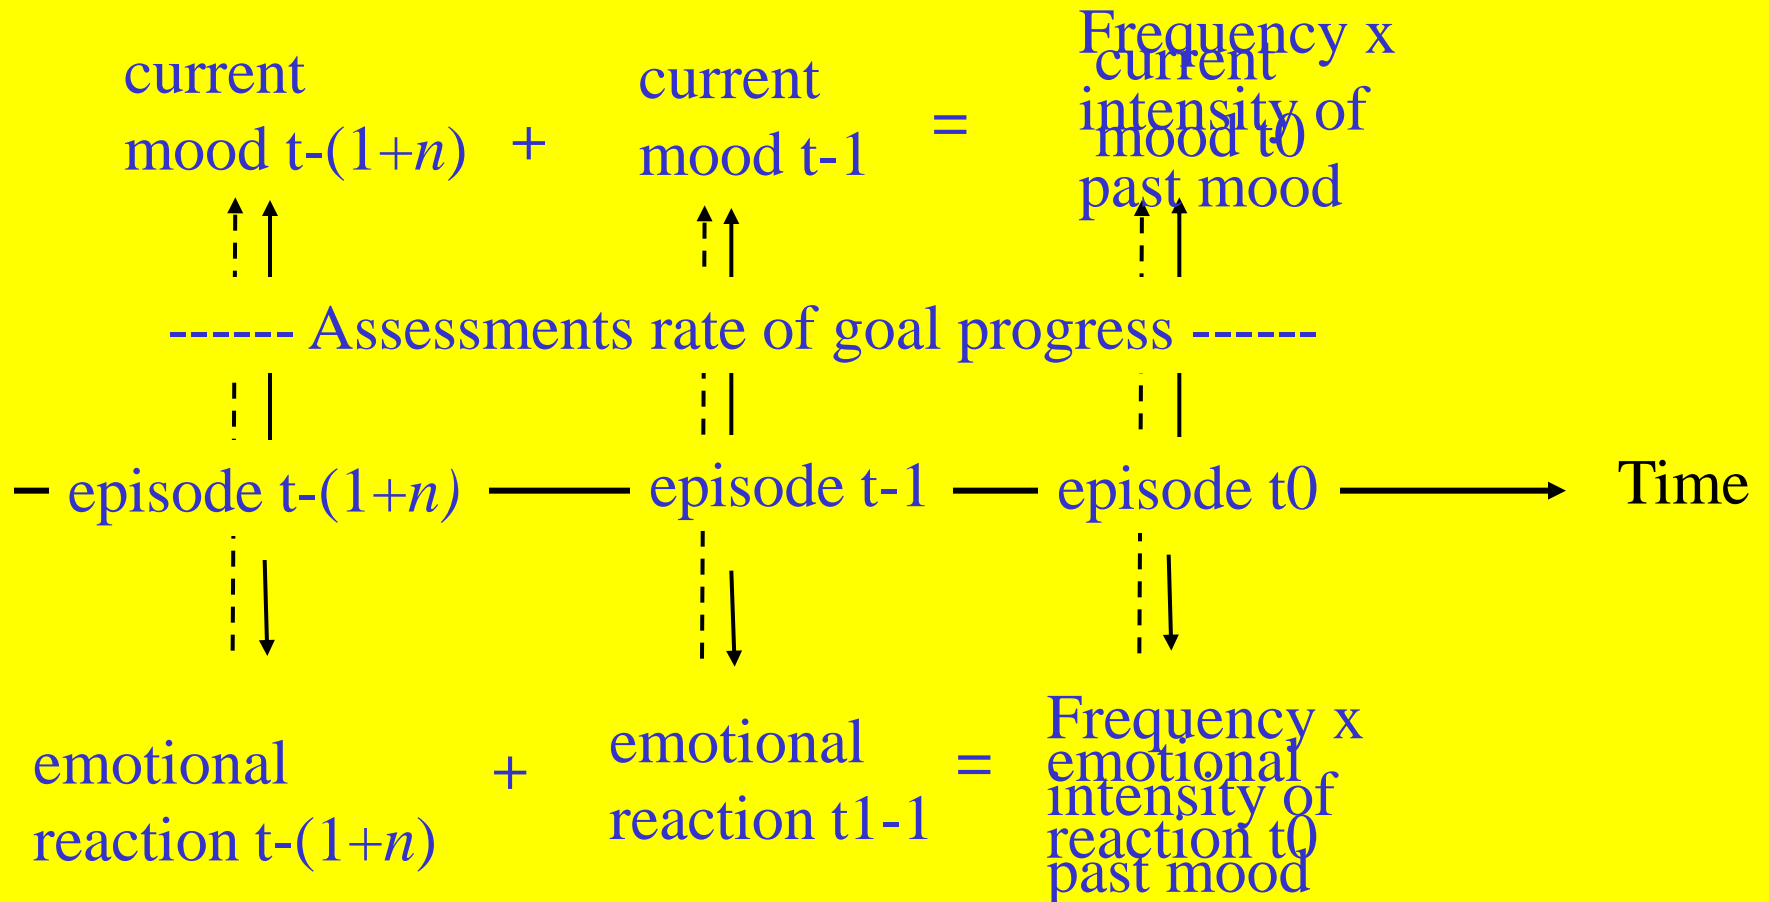 current
mood t-(1+n)
+
current
mood t-1
=
Frequency x
intensity of
past mood
current
mood t0
------ Assessments rate of goal progress ------
episode t-(1+n)
episode t-1
episode t0
Time
emotional
reaction t-(1+n)
+
emotional
reaction t1-1
=
Frequency x
intensity of
past mood
emotional
reaction t0